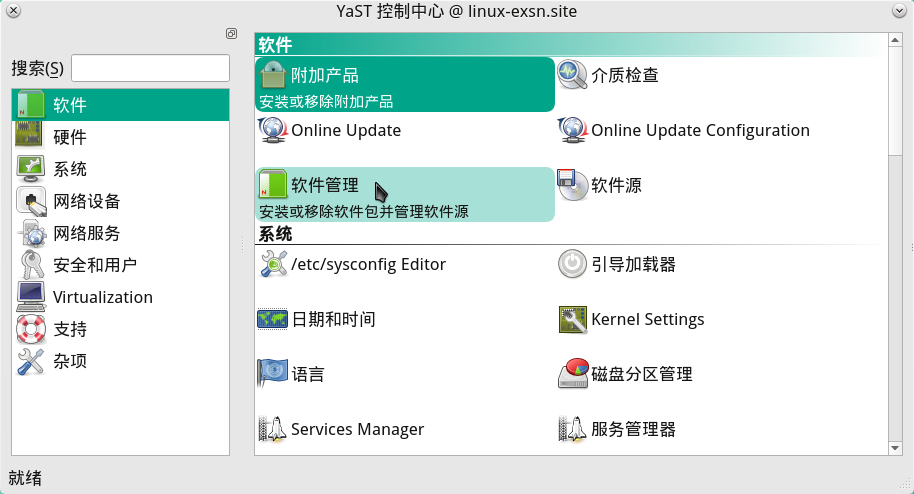 YaST 控制中心 @ linux-exsn.site
搜索(S)
软件
硬件
系统
网络设备
网络服务
安全和用户
Virtualization
支持
杂项
软件
附加产品
安装或移除附加产品
介质检查
Online Update
Online Update Configuration
软件管理
安装或移除软件包并管理软件源
软件源
系统
/etc/sysconfig Editor
引导加载器
日期和时间
Kernel Settings
语言
磁盘分区管理
Services Manager
服务管理器
就绪